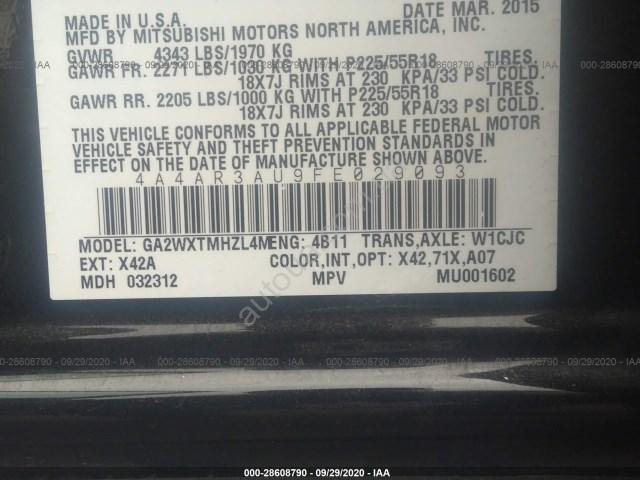 MADE IN U.S.A. DATE MAR. 2015
MFD BY MITSUBISHI MOTORS NORTH AMERICA, INC.
GVWR 4343 LBS/1970 KG
GAWR FR. 2271 LBS/1030 KG WITH P225/55R18 TIRES.
18X7J RIMS AT 230 KPA/33 PSI COLD.
GAWR RR. 2205 LBS/1000 KG WITH P225/55R18 TIRES.
18X7J RIMS AT 230 KPA/33 PSI COLD.
THIS VEHICLE CONFORMS TO ALL APPLICABLE FEDERAL MOTOR
VEHICLE SAFETY AND THEFT PREVENTION STANDARDS IN
EFFECT ON THE DATE OF MANUFACTURE SHOWN ABOVE.
4A4AR3AU9FE029093
MODEL: GA2WXTMHZL4M ENG: 4B11 TRANS,AXLE: W1CJC
EXT: X42A COLOR,INT,OPT: X42,71X,A07
MDH 032312 MPV MU001602
000-28608790 - 09/29/2020 - IAA